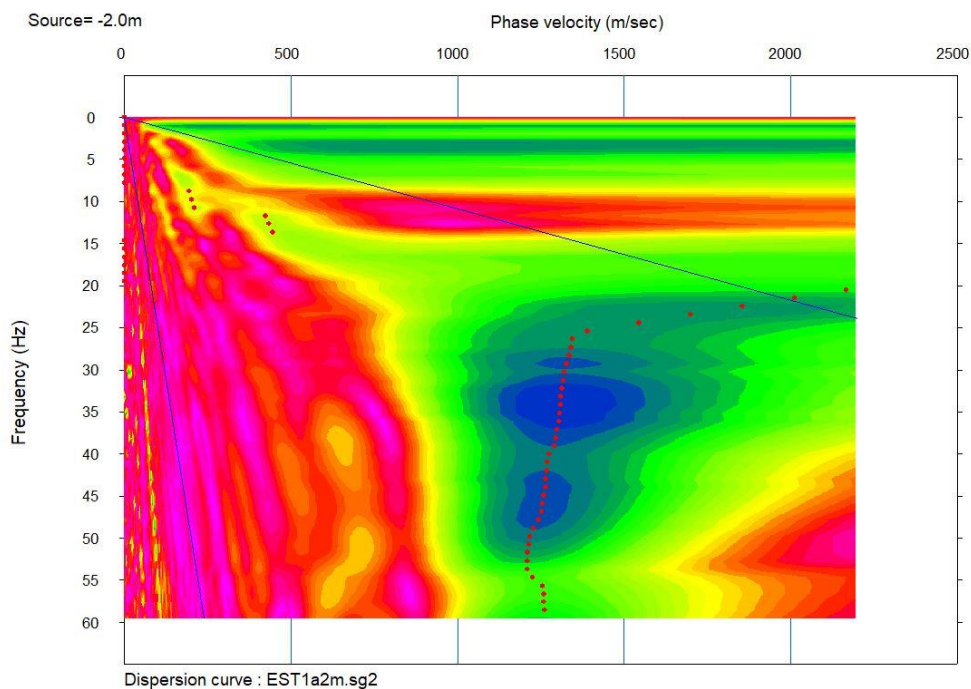 Source= -2.0m
Phase velocity (m/sec)
0 500 1000 1500 2000 2500
Frequency (Hz)
0
5
10
15
20
25
30
35
40
45
50
55
60
Dispersion curve : EST1a2m.sg2